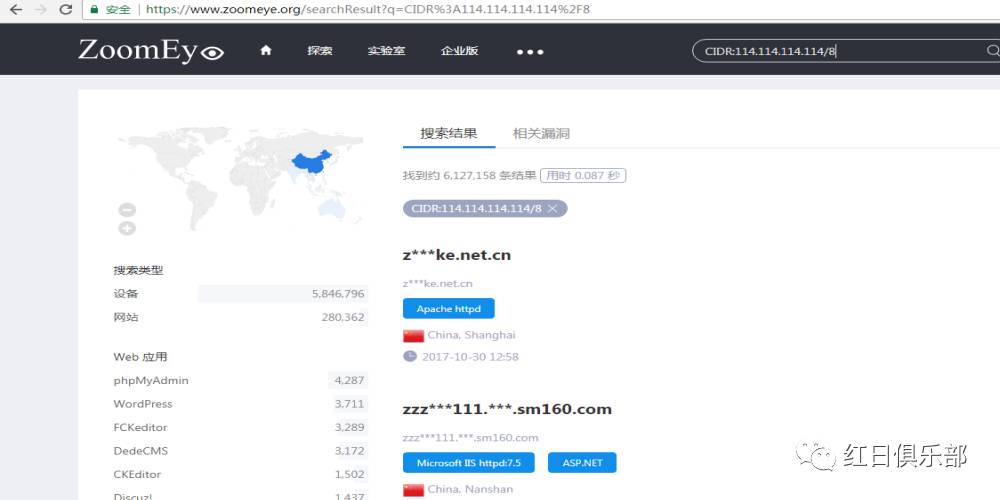 安全 https://www.zoomeye.org/searchResult?q=CIDR%3A114.114.114.114%2F8
ZoomEye 探索 实验室 企业版 CIDR:114.114.114.114/8
搜索结果 相关漏洞
找到约 6,127,158 条结果 用时 0.087 秒
CIDR:114.114.114.114/8
搜索类型
设备 5,846,796
网站 280,362
Web 应用
phpMyAdmin 4,287
WordPress 3,711
FCKeditor 3,289
DedeCMS 3,172
CKEditor 1,502
Discuz! 1,437
z***ke.net.cn
z***ke.net.cn
Apache httpd
China, Shanghai
2017-10-30 12:58
zzz***111.***.sm160.com
zzz***111.***.sm160.com
Microsoft IIS httpd:7.5 ASP.NET
China, Nanshan
红日俱乐部